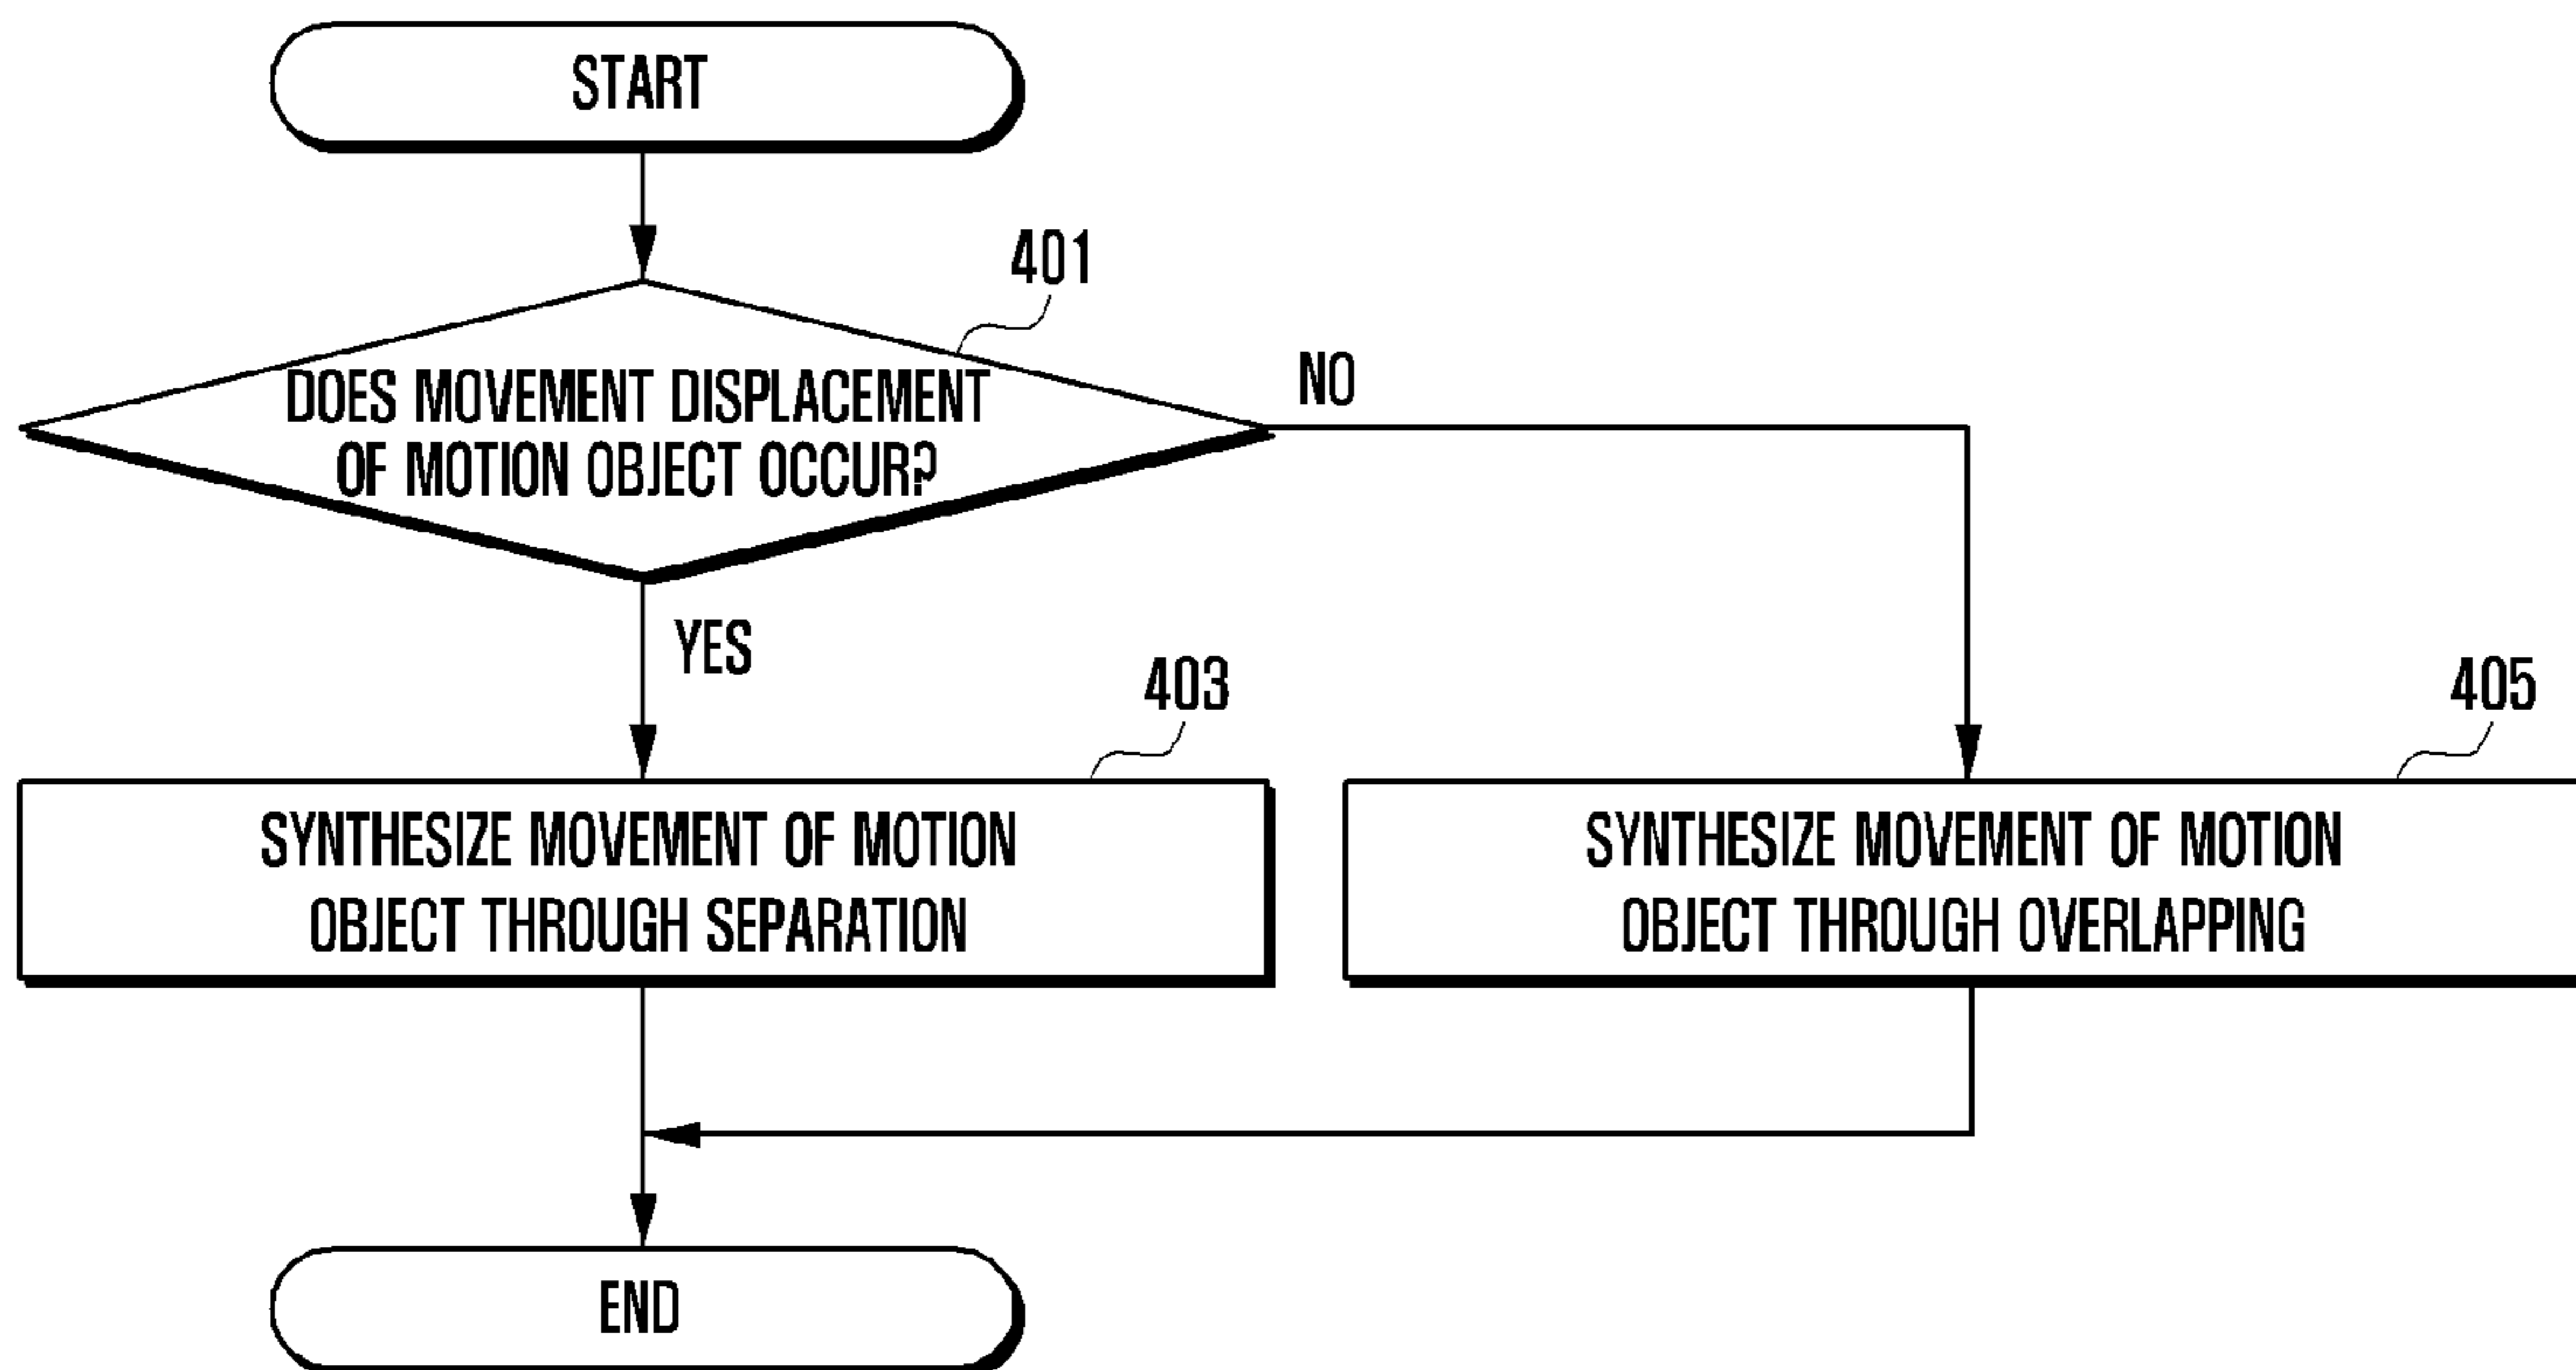 START
401
DOES MOVEMENT DISPLACEMENT
OF MOTION OBJECT OCCUR?
NO
YES
403
SYNTHESIZE MOVEMENT OF MOTION
OBJECT THROUGH SEPARATION
405
SYNTHESIZE MOVEMENT OF MOTION
OBJECT THROUGH OVERLAPPING
END